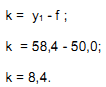 k = y₁ - f ;
k = 58,4 - 50,0;
k = 8,4.